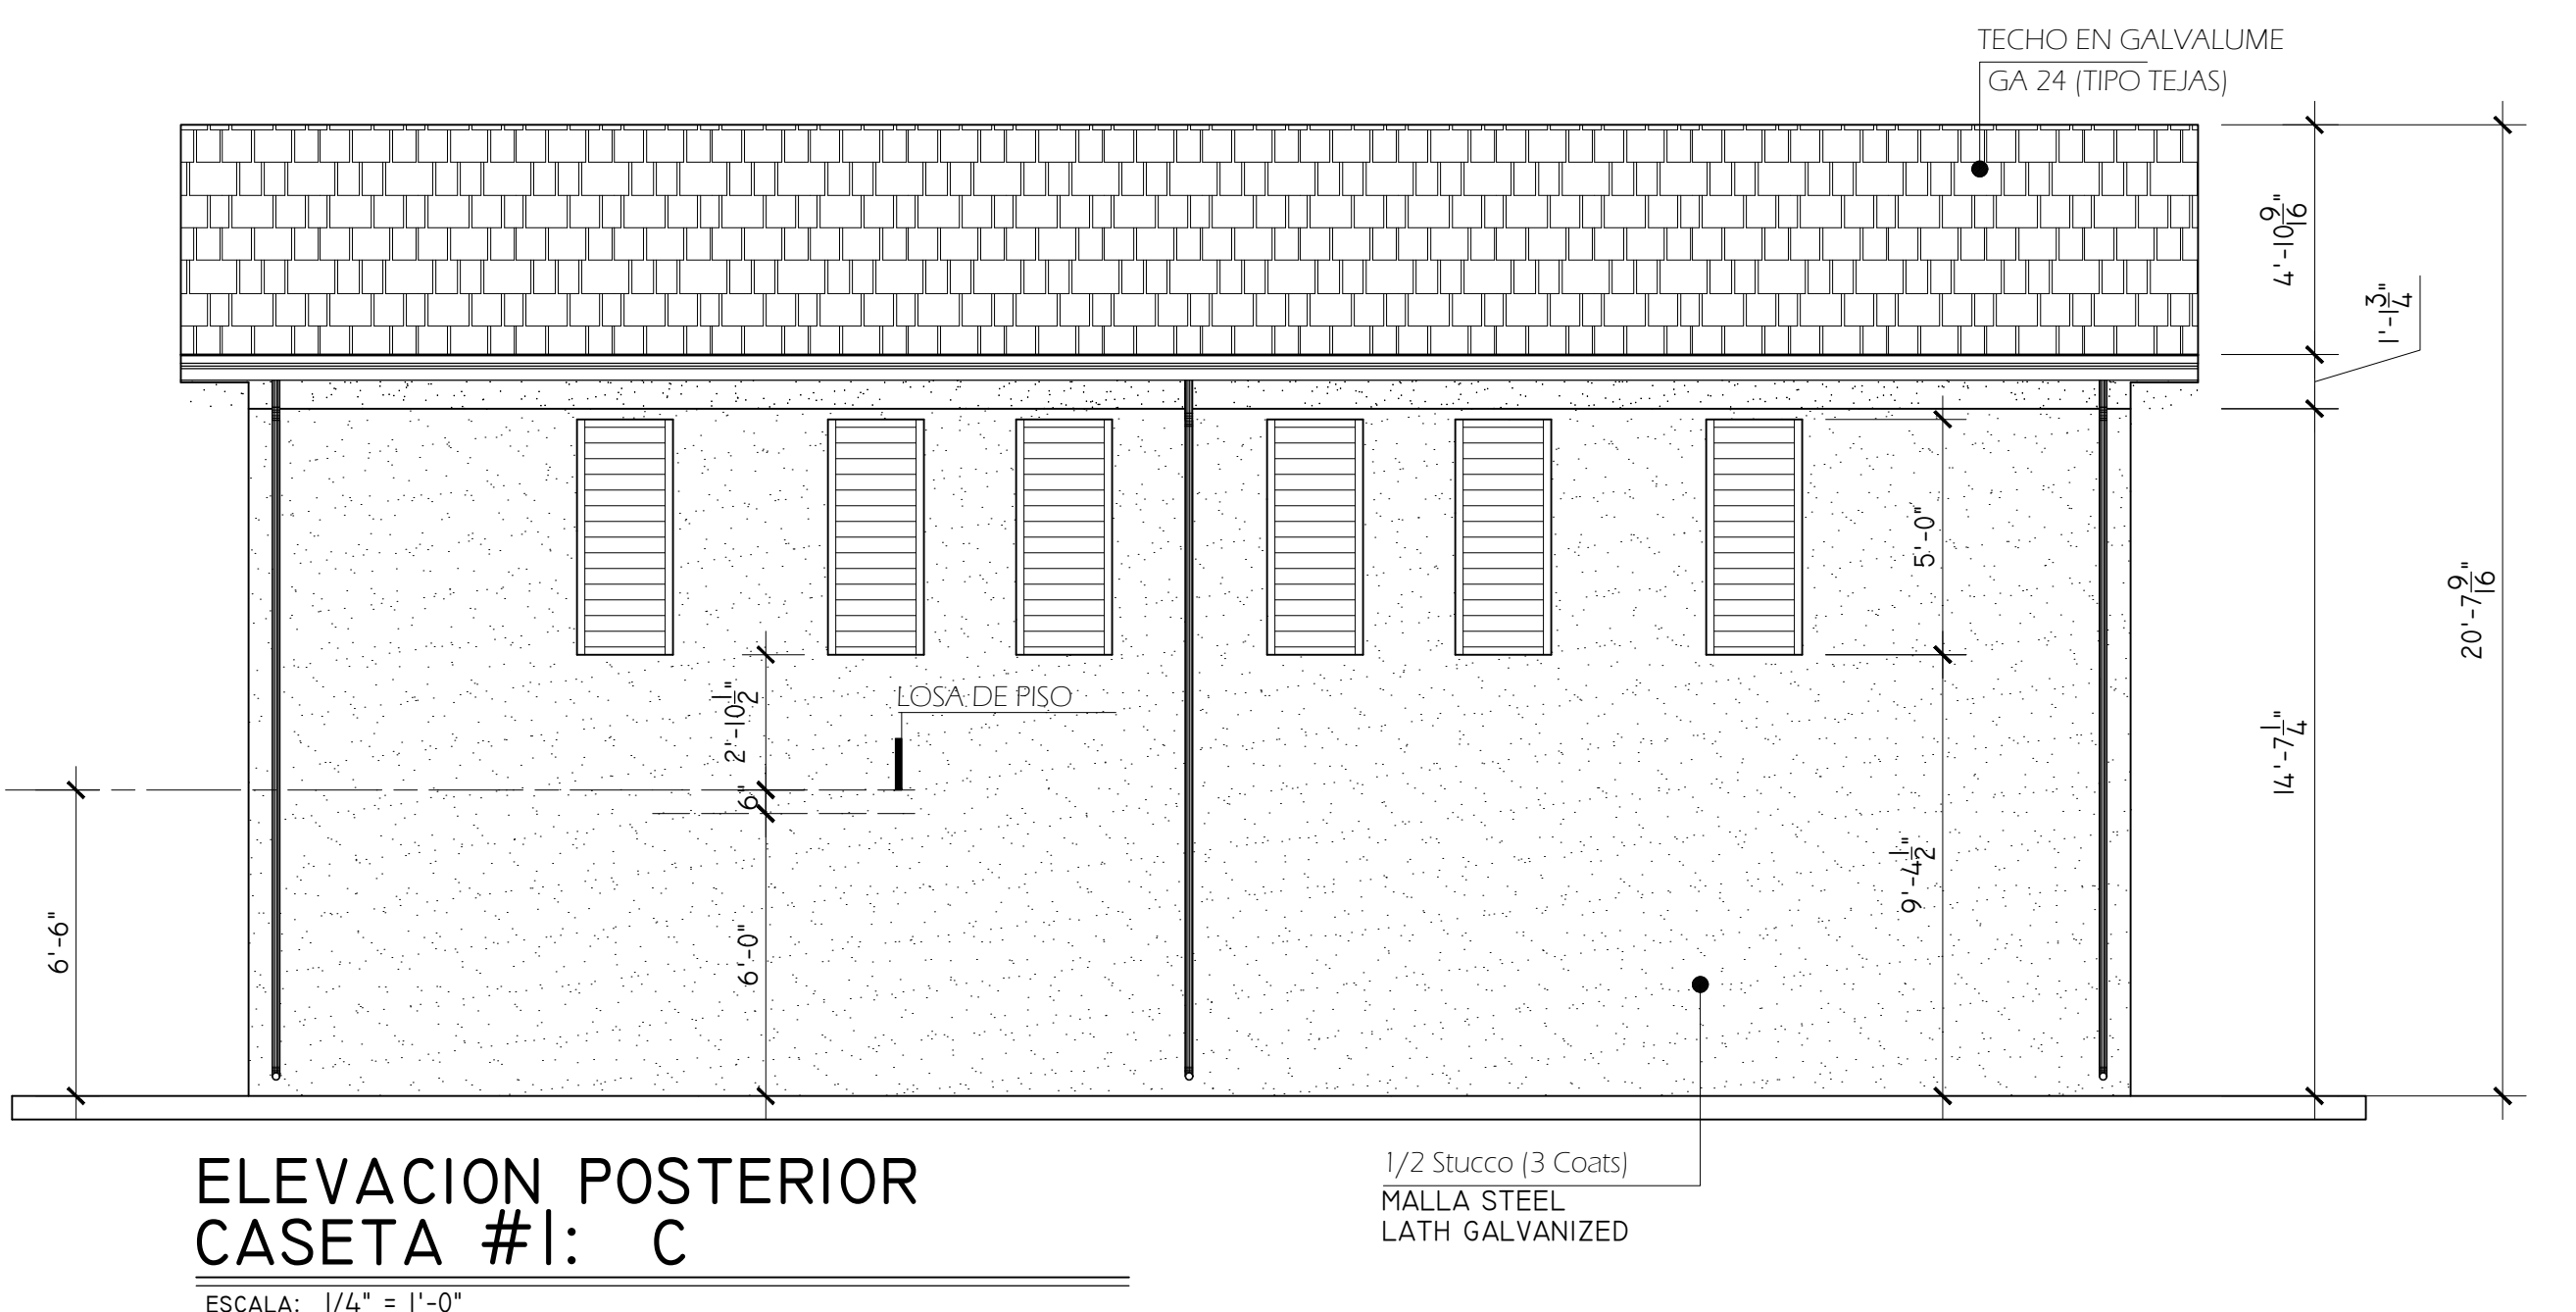 TECHO EN GALVALUME
GA 24 (TIPO TEJAS)
4'-10 9/16"
1'-1 3/4"
20'-7 9/16"
5'-0"
2'-10 1/2"
LOSA DE PISO
14'-7 1/4"
6"
9'-4 1/2"
6'-6"
6'-0"
1/2 Stucco (3 Coats)
MALLA STEEL
LATH GALVANIZED
ELEVACION POSTERIOR
CASETA #1: C
ESCALA: 1/4" = 1'-0"